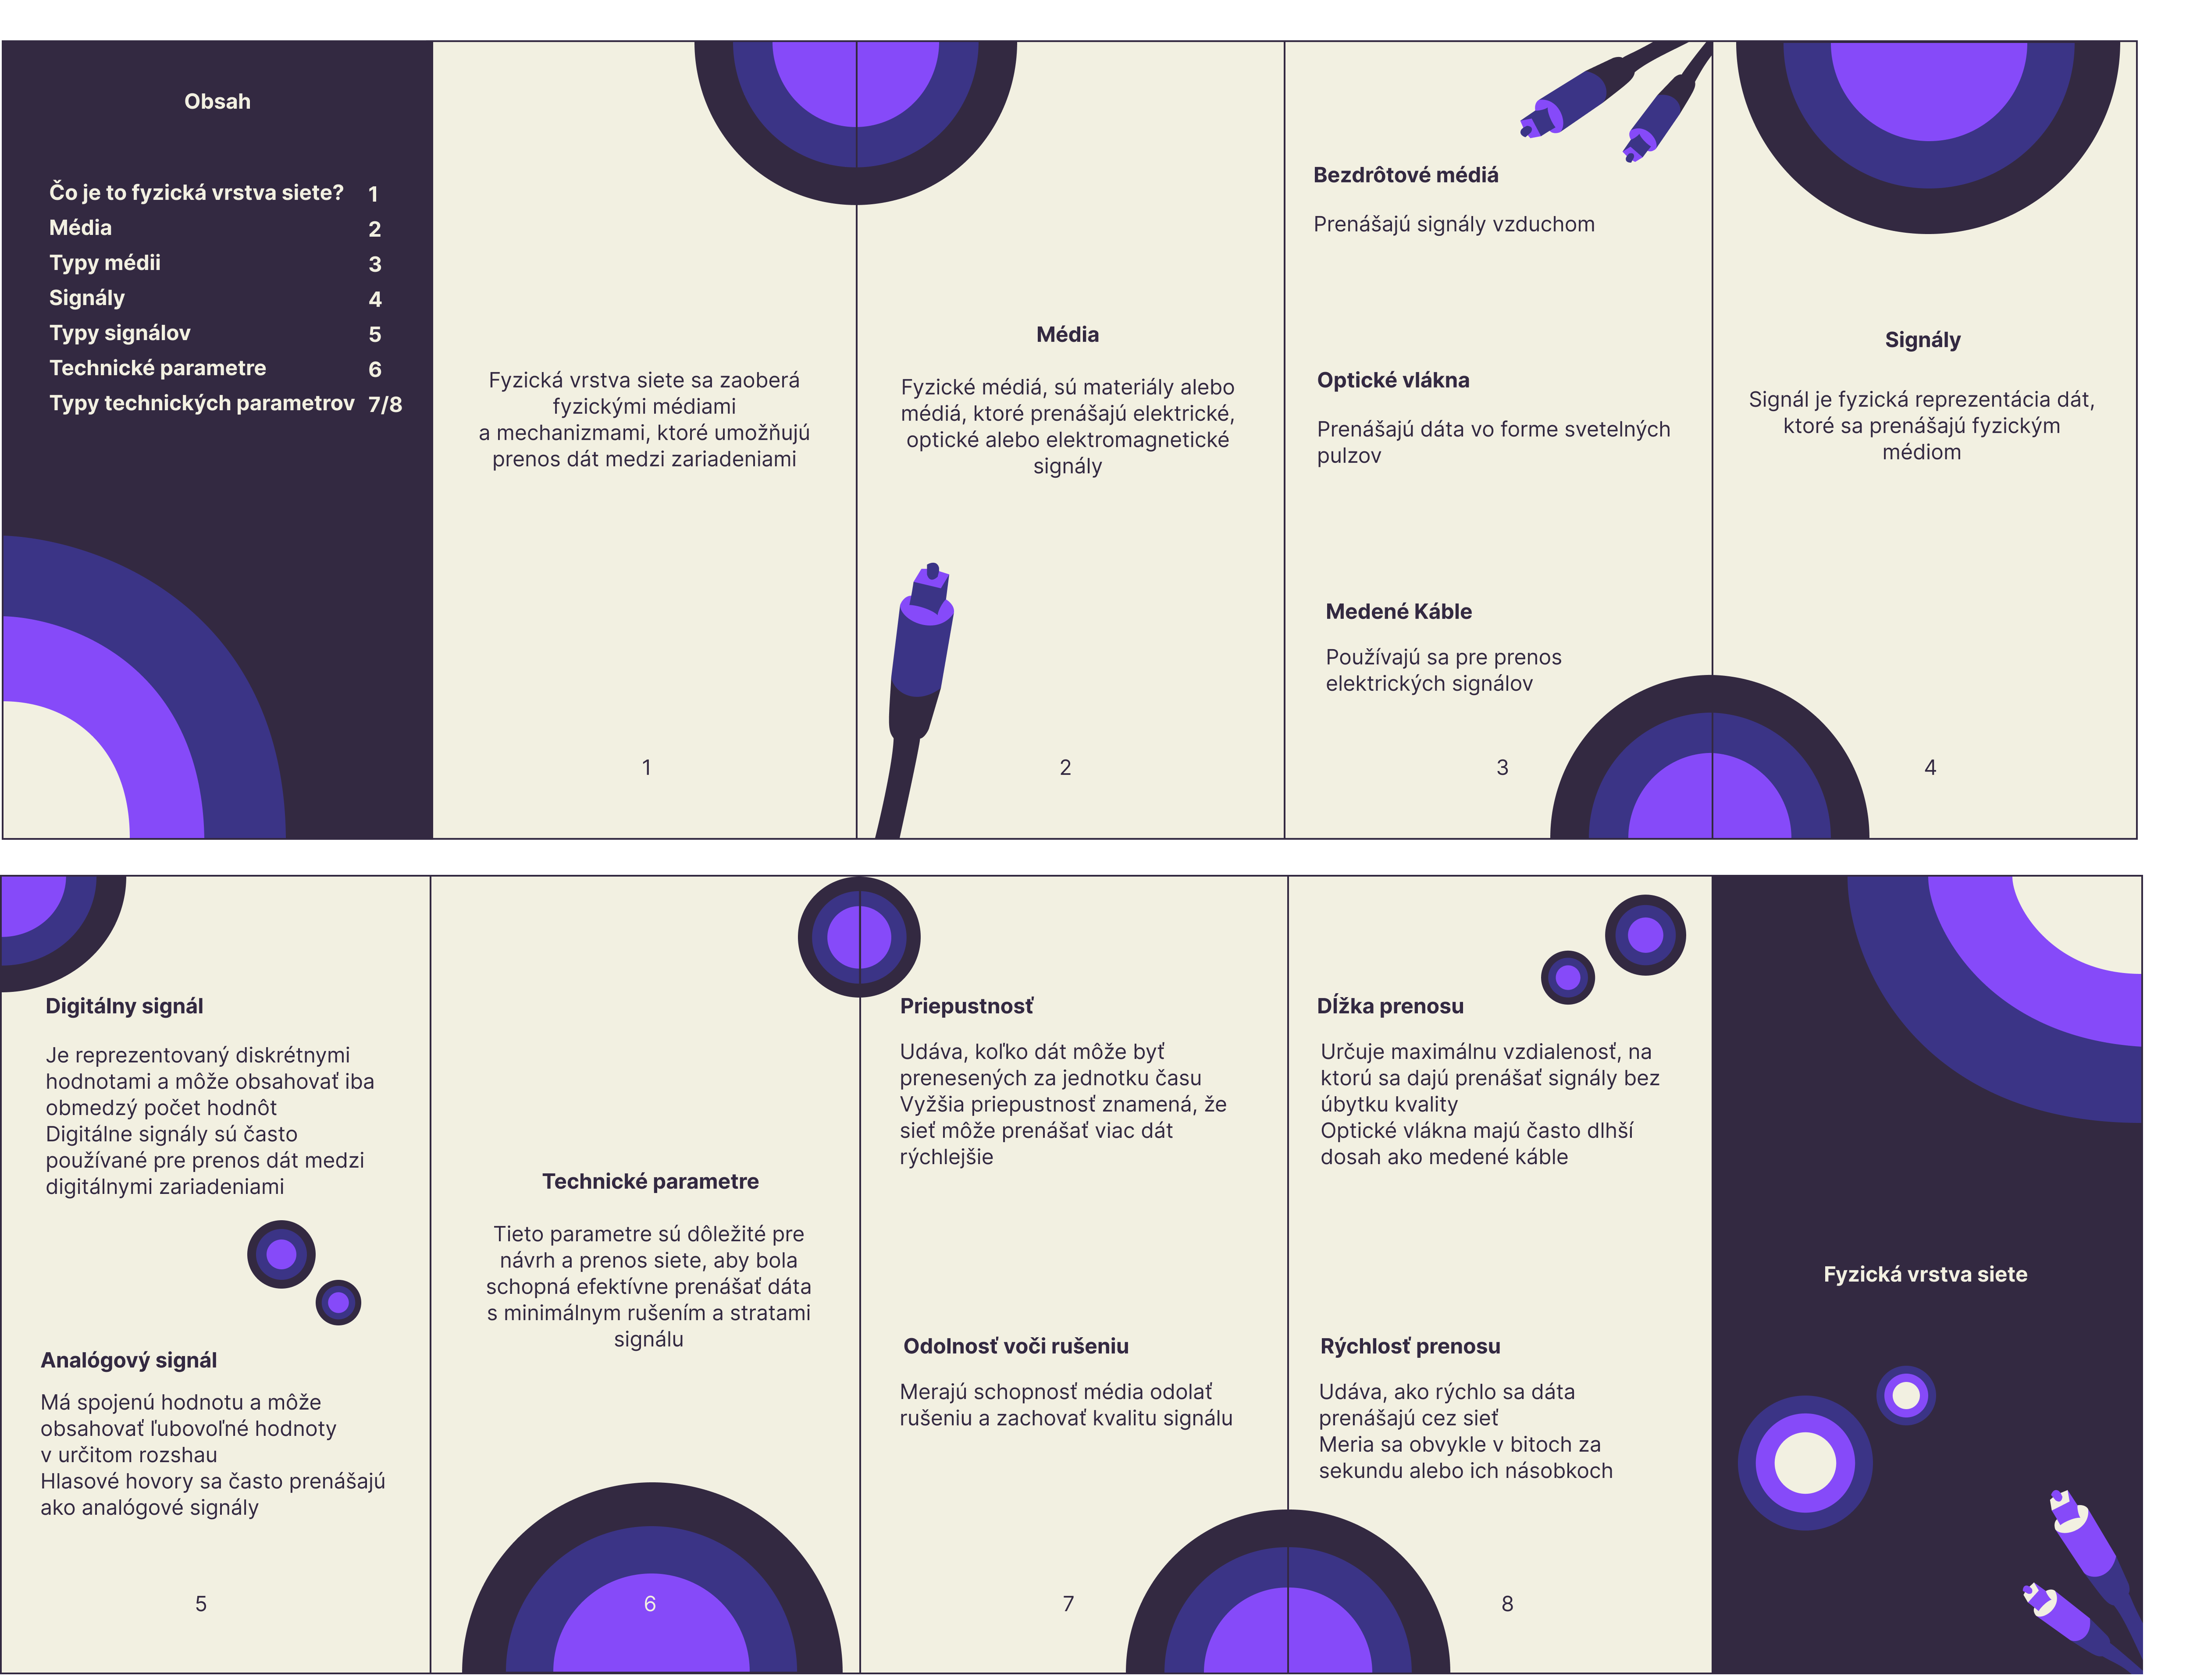 Obsah
Čo je to fyzická vrstva siete? 1
Média 2
Typy médii 3
Signály 4
Typy signálov 5
Technické parametre 6
Typy technických parametrov 7/8
Fyzická vrstva siete sa zaoberá
fyzickými médiami
a mechanizmami, ktoré umožňujú
prenos dát medzi zariadeniami
1
Média
Fyzické médiá, sú materiály alebo
médiá, ktoré prenášajú elektrické,
optické alebo elektromagnetické
signály
2
Bezdrôtové médiá
Prenášajú signály vzduchom
Optické vlákna
Prenášajú dáta vo forme svetelných
pulzov
Medené Káble
Používajú sa pre prenos
elektrických signálov
3
Signály
Signál je fyzická reprezentácia dát,
ktoré sa prenášajú fyzickým
médiom
4
Digitálny signál
Je reprezentovaný diskrétnymi
hodnotami a môže obsahovať iba
obmedzý počet hodnôt
Digitálne signály sú často
používané pre prenos dát medzi
digitálnymi zariadeniami
Analógový signál
Má spojenú hodnotu a môže
obsahovať ľubovoľné hodnoty
v určitom rozshau
Hlasové hovory sa často prenášajú
ako analógové signály
5
Technické parametre
Tieto parametre sú dôležité pre
návrh a prenos siete, aby bola
schopná efektívne prenášať dáta
s minimálnym rušením a stratami
signálu
6
Priepustnosť
Udáva, koľko dát môže byť
prenesených za jednotku času
Vyžšia priepustnosť znamená, že
sieť môže prenášať viac dát
rýchlejšie
Odolnosť voči rušeniu
Merajú schopnosť média odolať
rušeniu a zachovať kvalitu signálu
7
Dĺžka prenosu
Určuje maximálnu vzdialenosť, na
ktorú sa dajú prenášať signály bez
úbytku kvality
Optické vlákna majú často dlhší
dosah ako medené káble
Rýchlosť prenosu
Udáva, ako rýchlo sa dáta
prenášajú cez sieť
Meria sa obvykle v bitoch za
sekundu alebo ich násobkoch
8
Fyzická vrstva siete